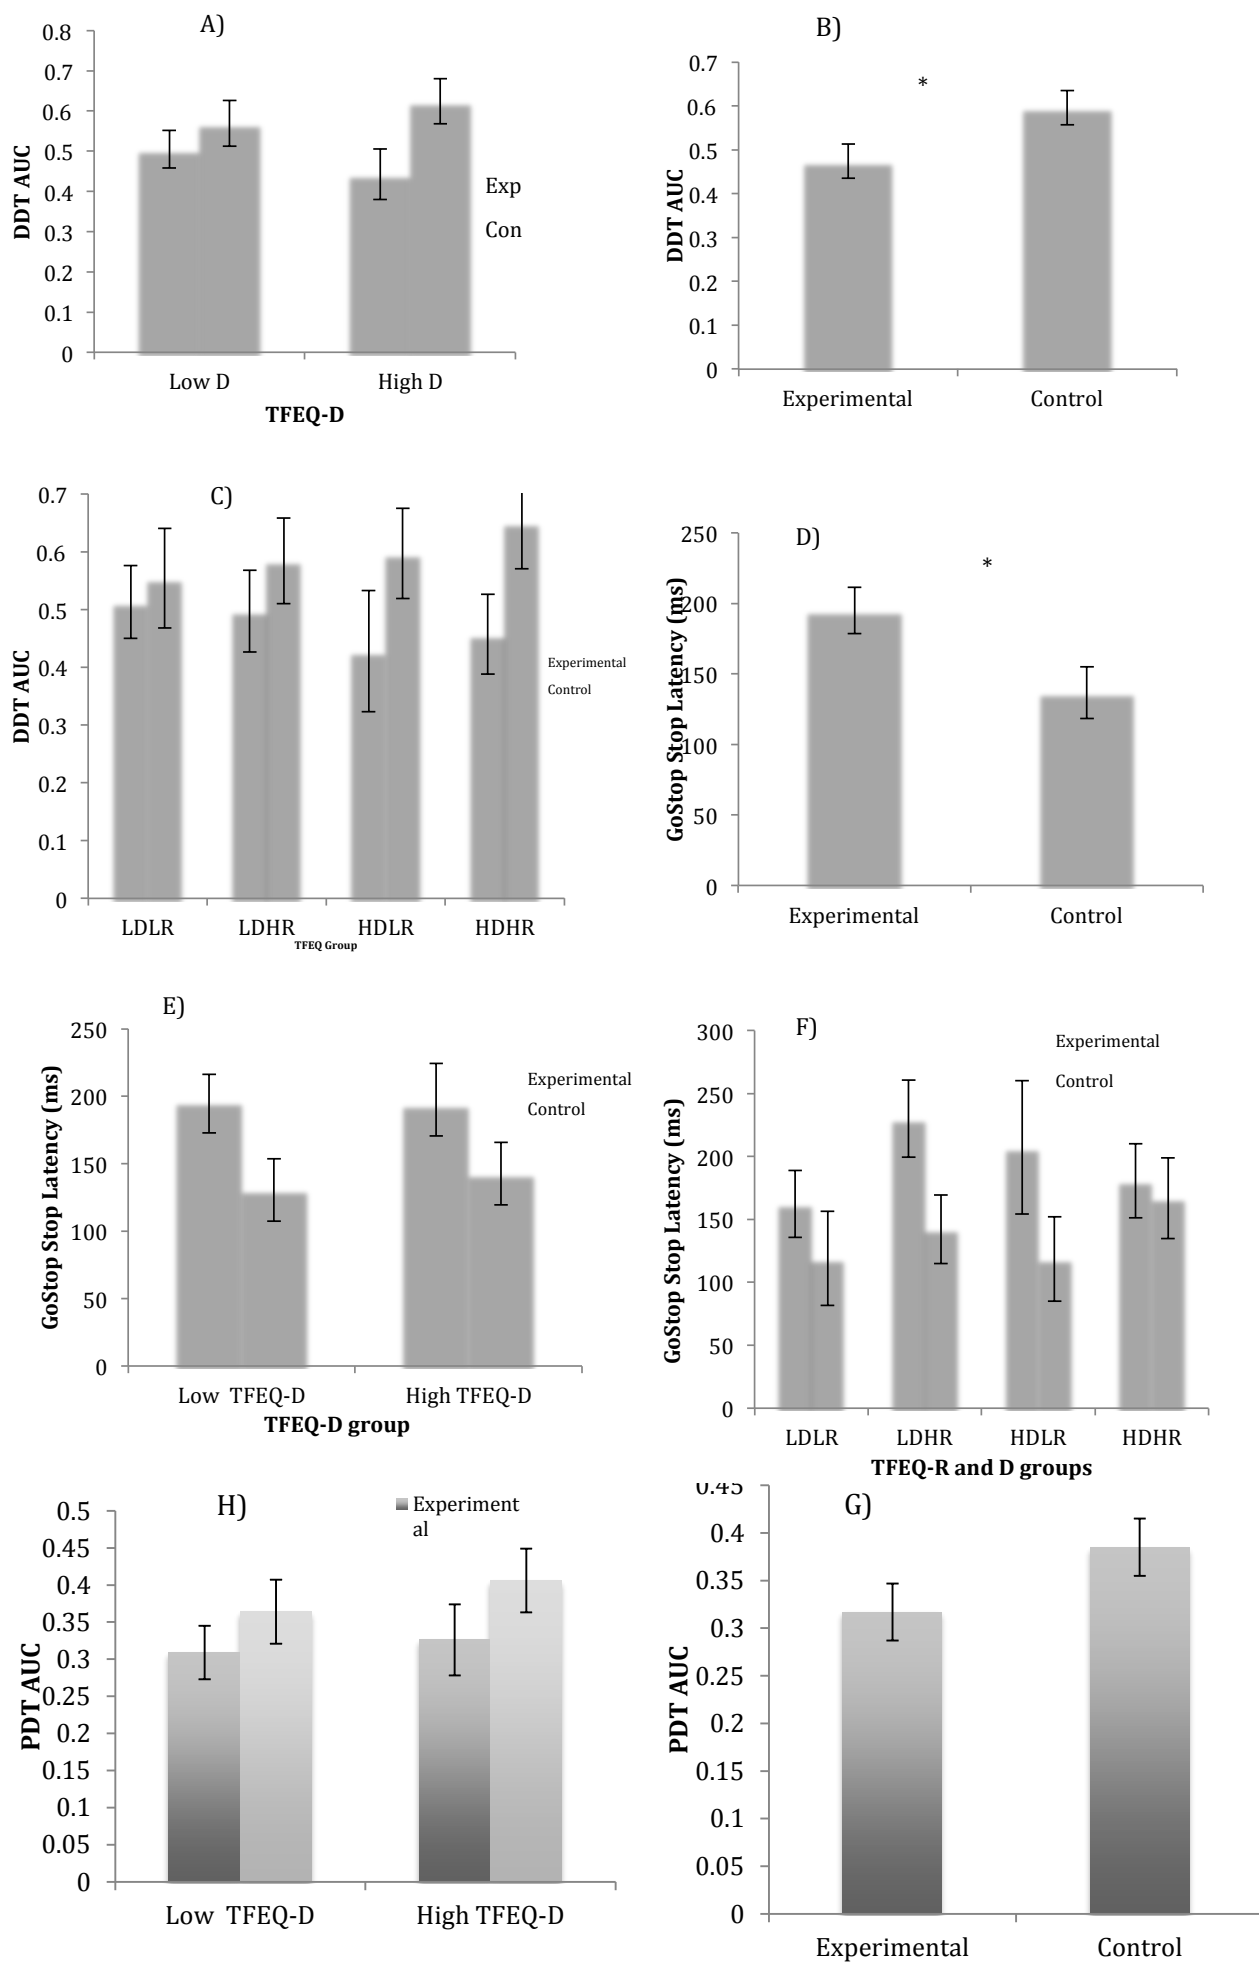 A)
0.8
0.7
0.6
0.5
0.4
0.3
0.2
0.1
0
DDT AUC
Exp
Con
Low D
High D
TFEQ-D
B)
0.7
0.6
0.5
0.4
0.3
0.2
0.1
0
DDT AUC
*
Experimental
Control
C)
0.7
0.6
0.5
0.4
0.3
0.2
0.1
0
DDT AUC
Experimental
Control
LDLR
LDHR
HDLR
HDHR
TFEQ Group
D)
250
200
150
100
50
0
GoStop Stop Latency (ms)
*
Experimental
Control
E)
250
200
150
100
50
0
GoStop Stop Latency (ms)
Experimental
Control
Low TFEQ-D
High TFEQ-D
TFEQ-D group
F)
300
250
200
150
100
50
0
GoStop Stop Latency (ms)
Experimental
Control
LDLR
LDHR
HDLR
HDHR
TFEQ-R and D groups
H)
0.5
0.45
0.4
0.35
0.3
0.25
0.2
0.15
0.1
0.05
0
PDT AUC
Experiment
al
Low TFEQ-D
High TFEQ-D
G)
0.45
0.4
0.35
0.3
0.25
0.2
0.15
0.1
0.05
0
PDT AUC
Experimental
Control